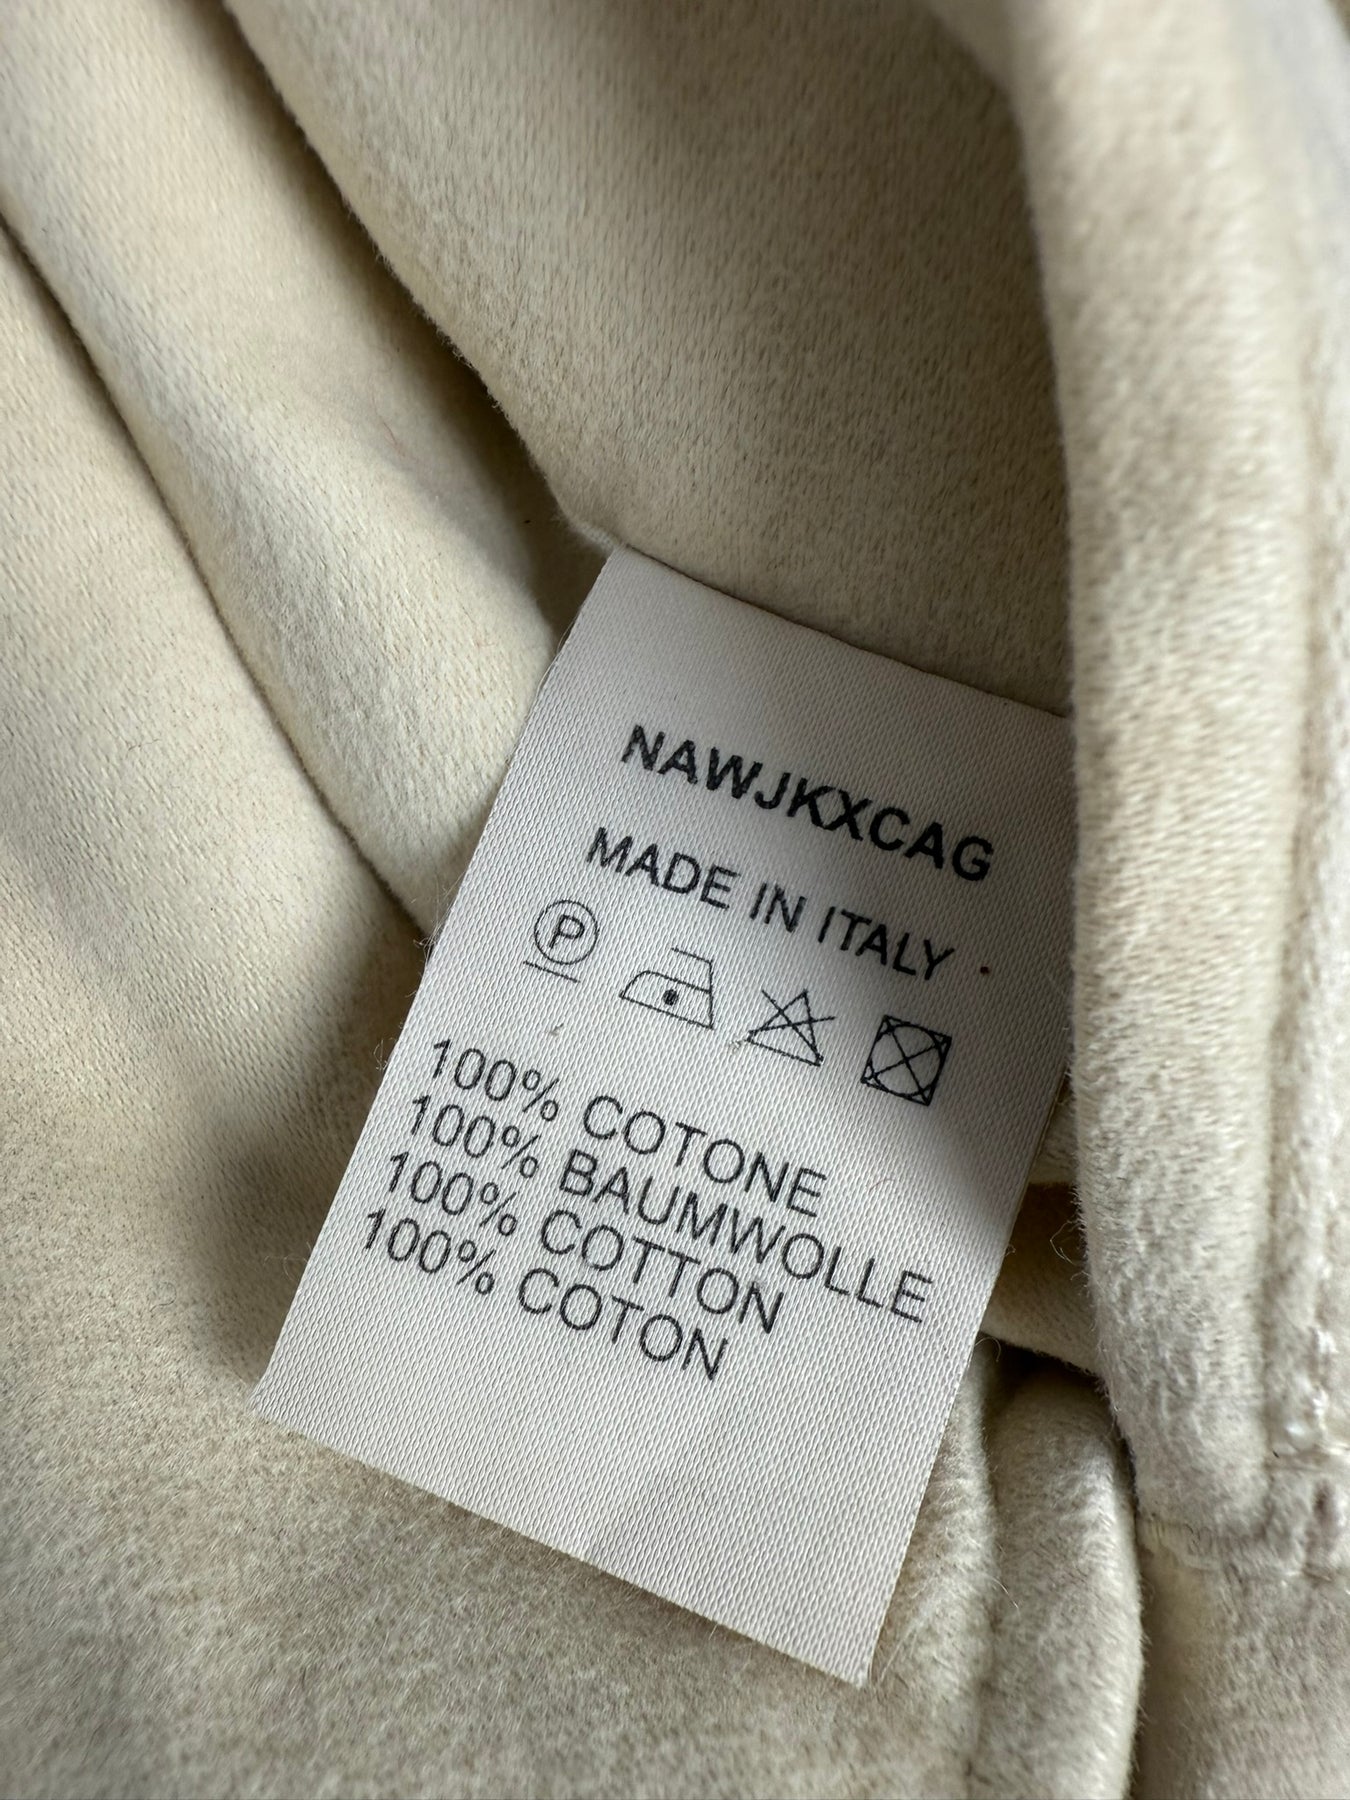 NAWJKXCAG
MADE IN ITALY
P
100% COTONE
100% BAUMWOLLE
100% COTTON
100% COTON